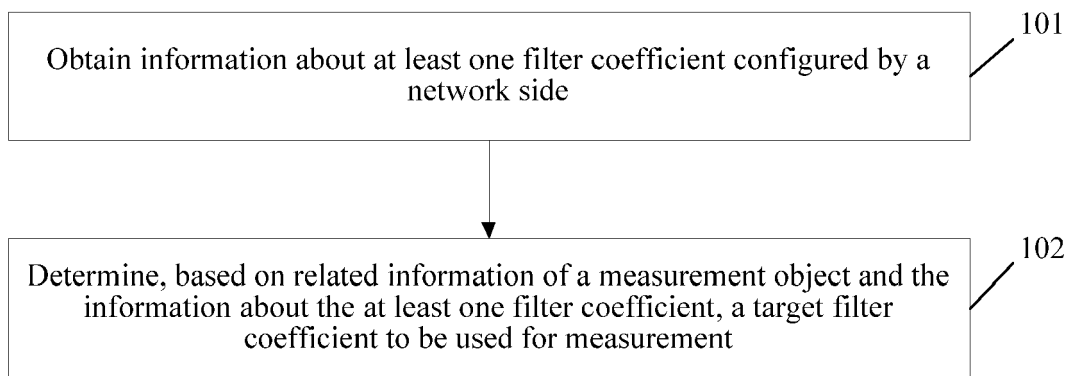 101
Obtain information about at least one filter coefficient configured by a
network side
102
Determine, based on related information of a measurement object and the
information about the at least one filter coefficient, a target filter
coefficient to be used for measurement